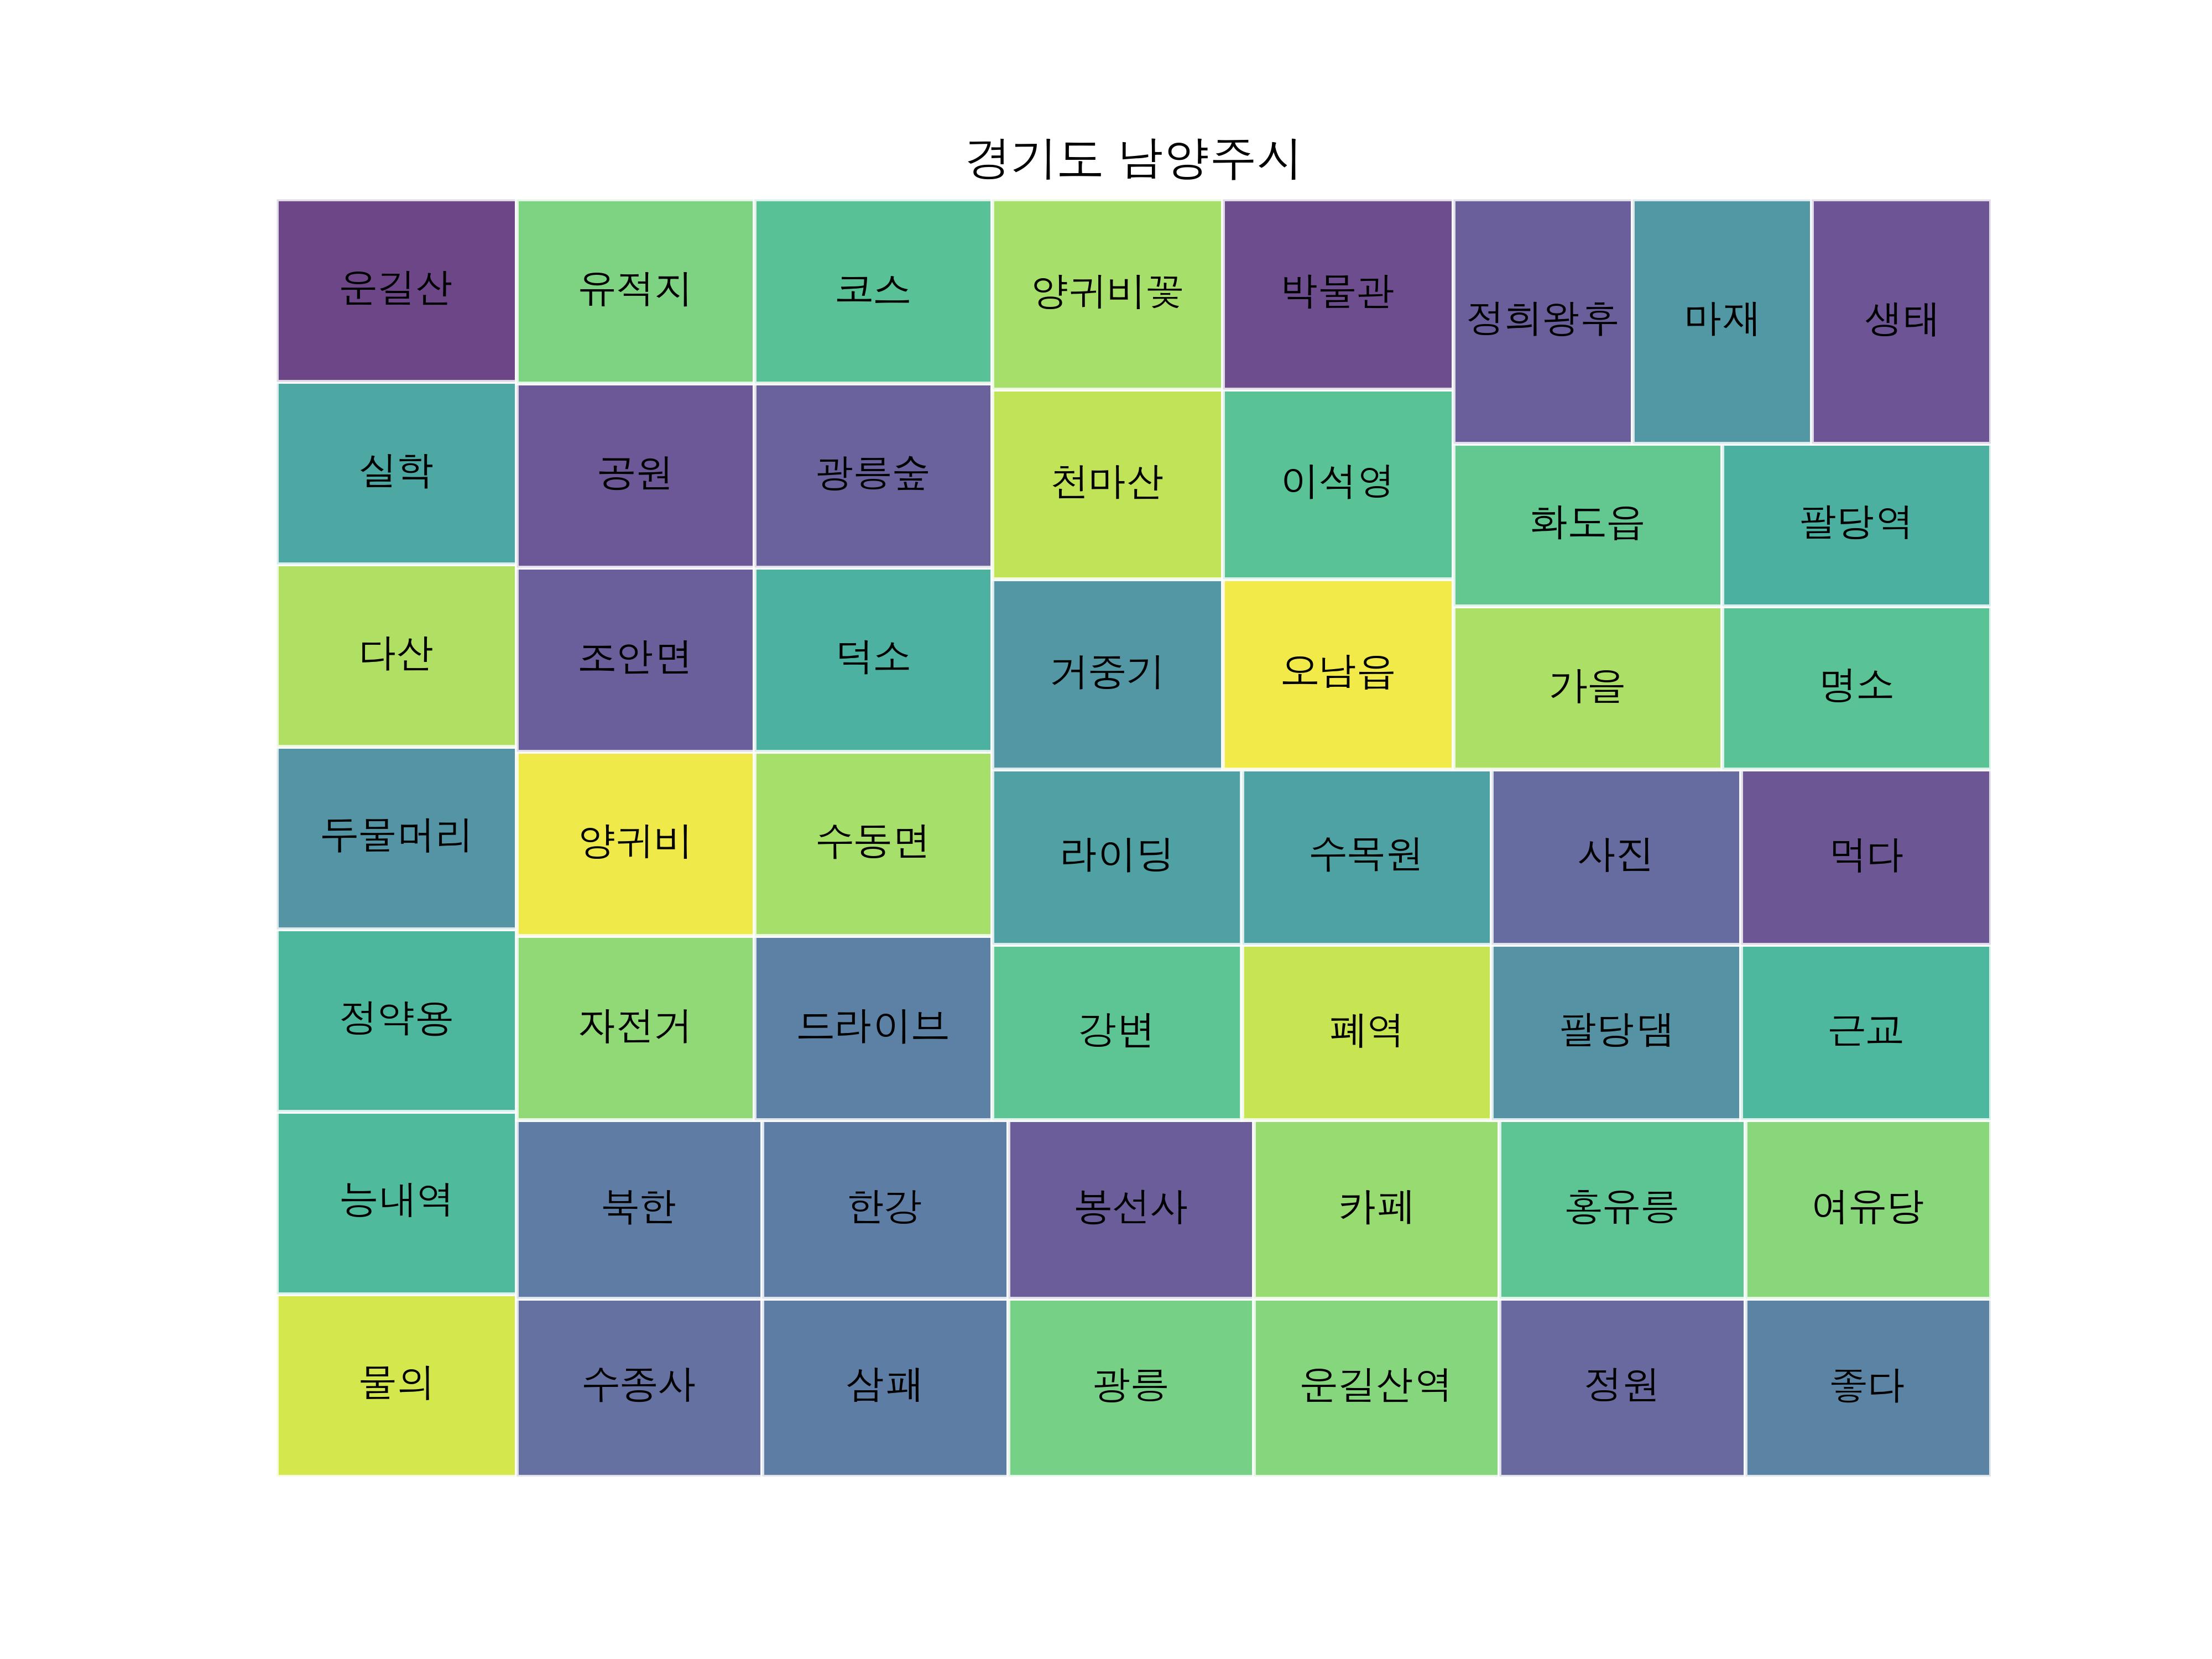 경기도 남양주시
운길산
유적지
코스
양귀비꽃
박물관
정희왕후
마재
생태
실학
공원
광릉숲
천마산
이석영
화도읍
팔당역
다산
조안면
덕소
거중기
오남읍
가을
명소
두물머리
양귀비
수동면
라이딩
수목원
사진
먹다
정약용
자전거
드라이브
강변
폐역
팔당댐
근교
능내역
북한
한강
봉선사
카페
홍유릉
여유당
물의
수종사
삼패
광릉
운길산역
정원
좋다